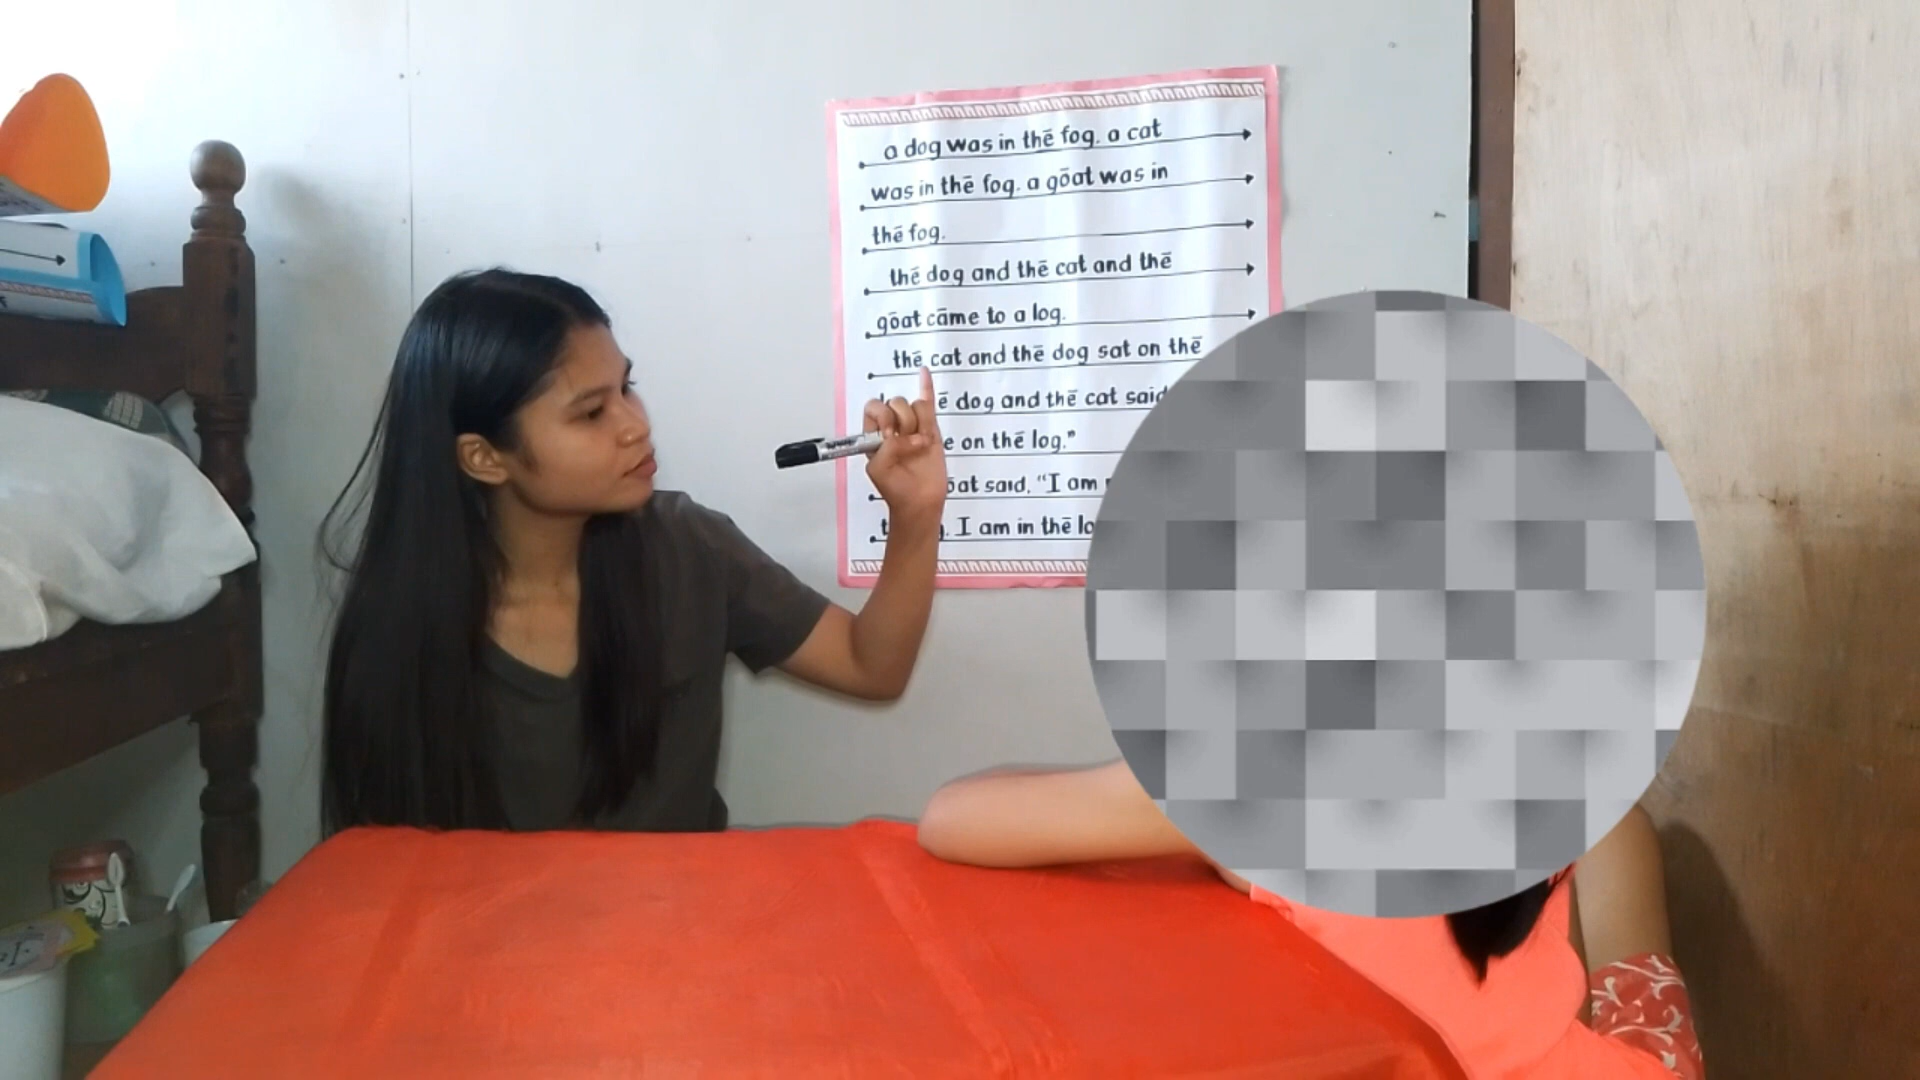 a dog was in thē fog. a cat
was in thē fog. a gōat was in
thē fog.
thē dog and thē cat and thē
gōat cāme to a log.
thē cat and thē dog sat on thē
dog and thē cat said
on thē log."
said, "I am
I am in thē